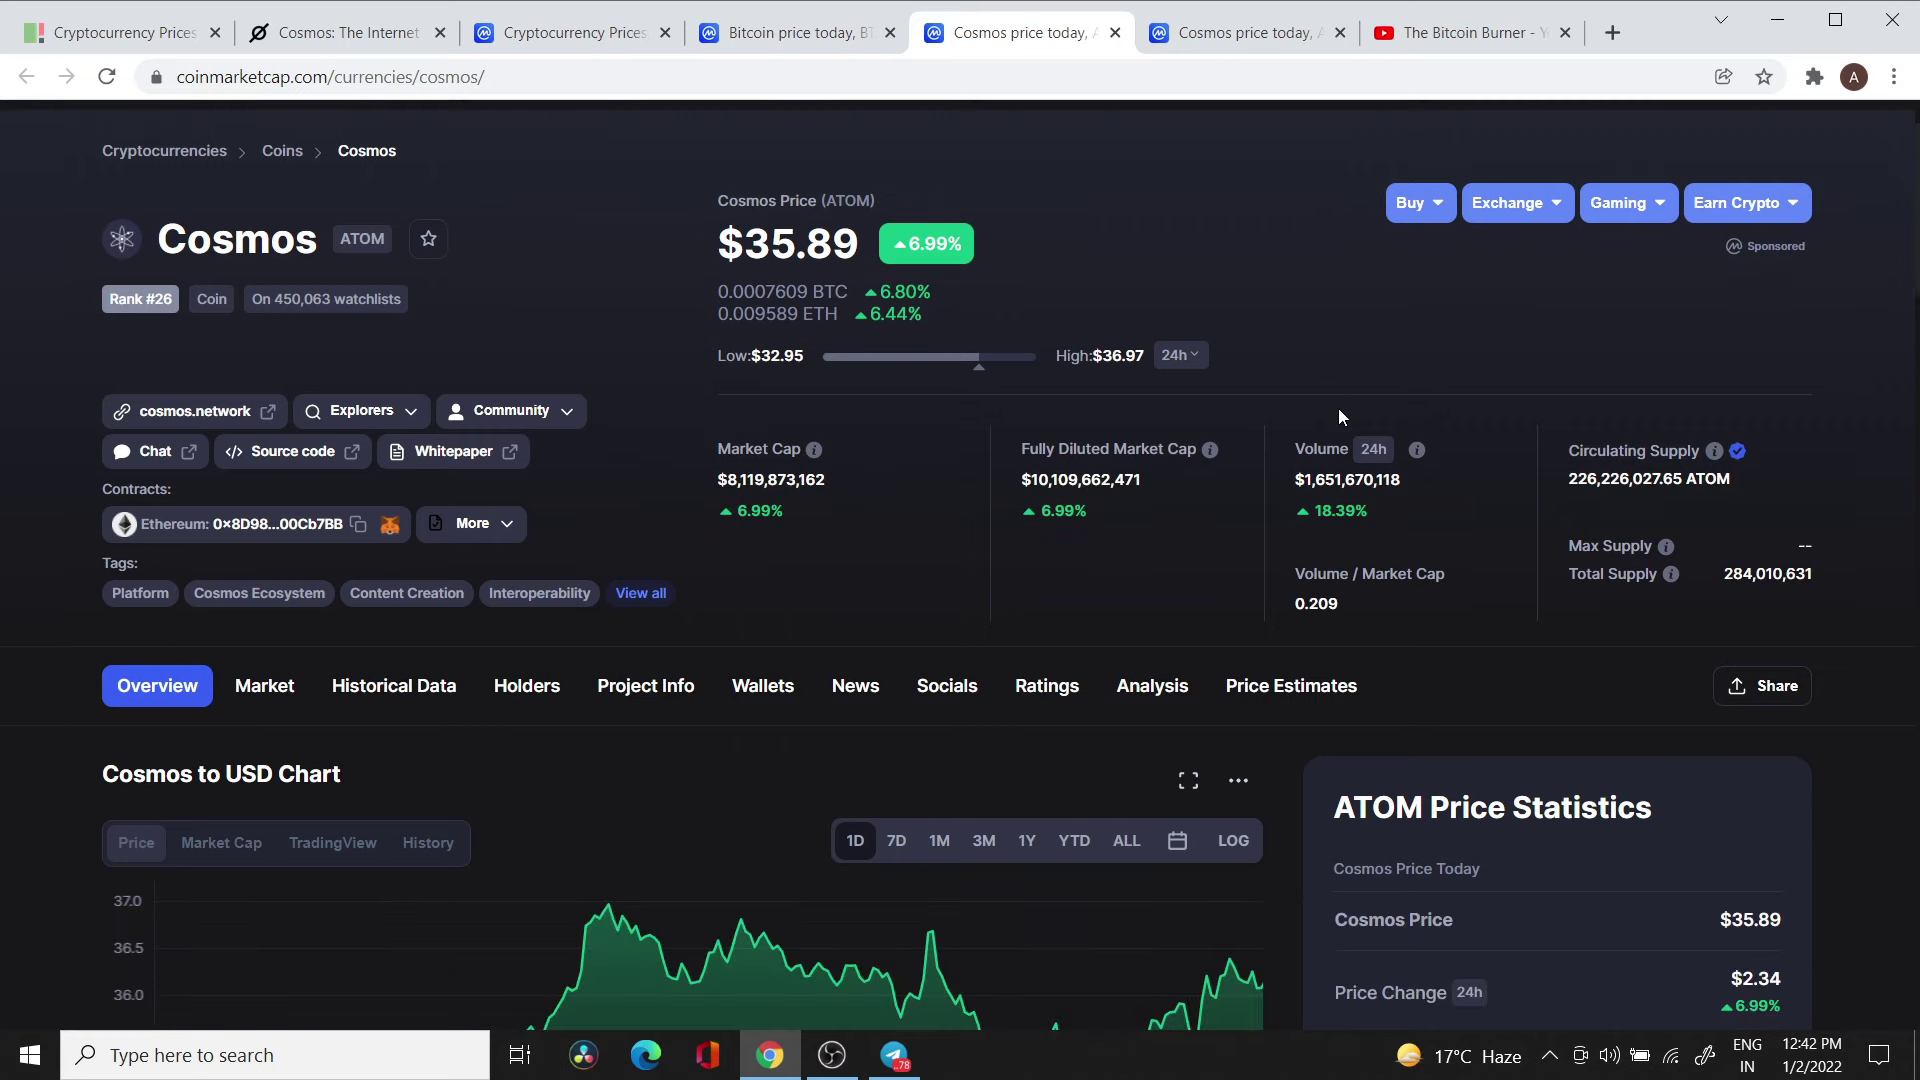 Cryptocurrency Prices
Cosmos: The Internet
Cryptocurrency Prices,
Bitcoin price today, BT
Cosmos price today, A
Cosmos price today, A
The Bitcoin Burner - Y
coinmarketcap.com/currencies/cosmos/
A
Cryptocurrencies > Coins > Cosmos
Cosmos ATOM
Rank #26 Coin On 450,063 watchlists
cosmos.network Explorers Community
Chat Source code Whitepaper
Contracts:
Ethereum: 0x8D98...00Cb7BB More
Tags:
Platform Cosmos Ecosystem Content Creation Interoperability View all
Cosmos Price (ATOM)
$35.89 6.99%
0.0007609 BTC 6.80%
0.009589 ETH 6.44%
Low:$32.95 High:$36.97 24h
Buy Exchange Gaming Earn Crypto
Sponsored
Market Cap
$8,119,873,162
6.99%
Fully Diluted Market Cap
$10,109,662,471
6.99%
Volume 24h
$1,651,670,118
18.39%
Volume / Market Cap
0.209
Circulating Supply
226,226,027.65 ATOM
Max Supply --
Total Supply 284,010,631
Overview Market Historical Data Holders Project Info Wallets News Socials Ratings Analysis Price Estimates Share
Cosmos to USD Chart
Price Market Cap TradingView History
1D 7D 1M 3M 1Y YTD ALL LOG
37.0
36.5
36.0
ATOM Price Statistics
Cosmos Price Today
Cosmos Price $35.89
Price Change 24h $2.34
6.99%
Type here to search
78
17°C Haze
ENG
IN
12:42 PM
1/2/2022